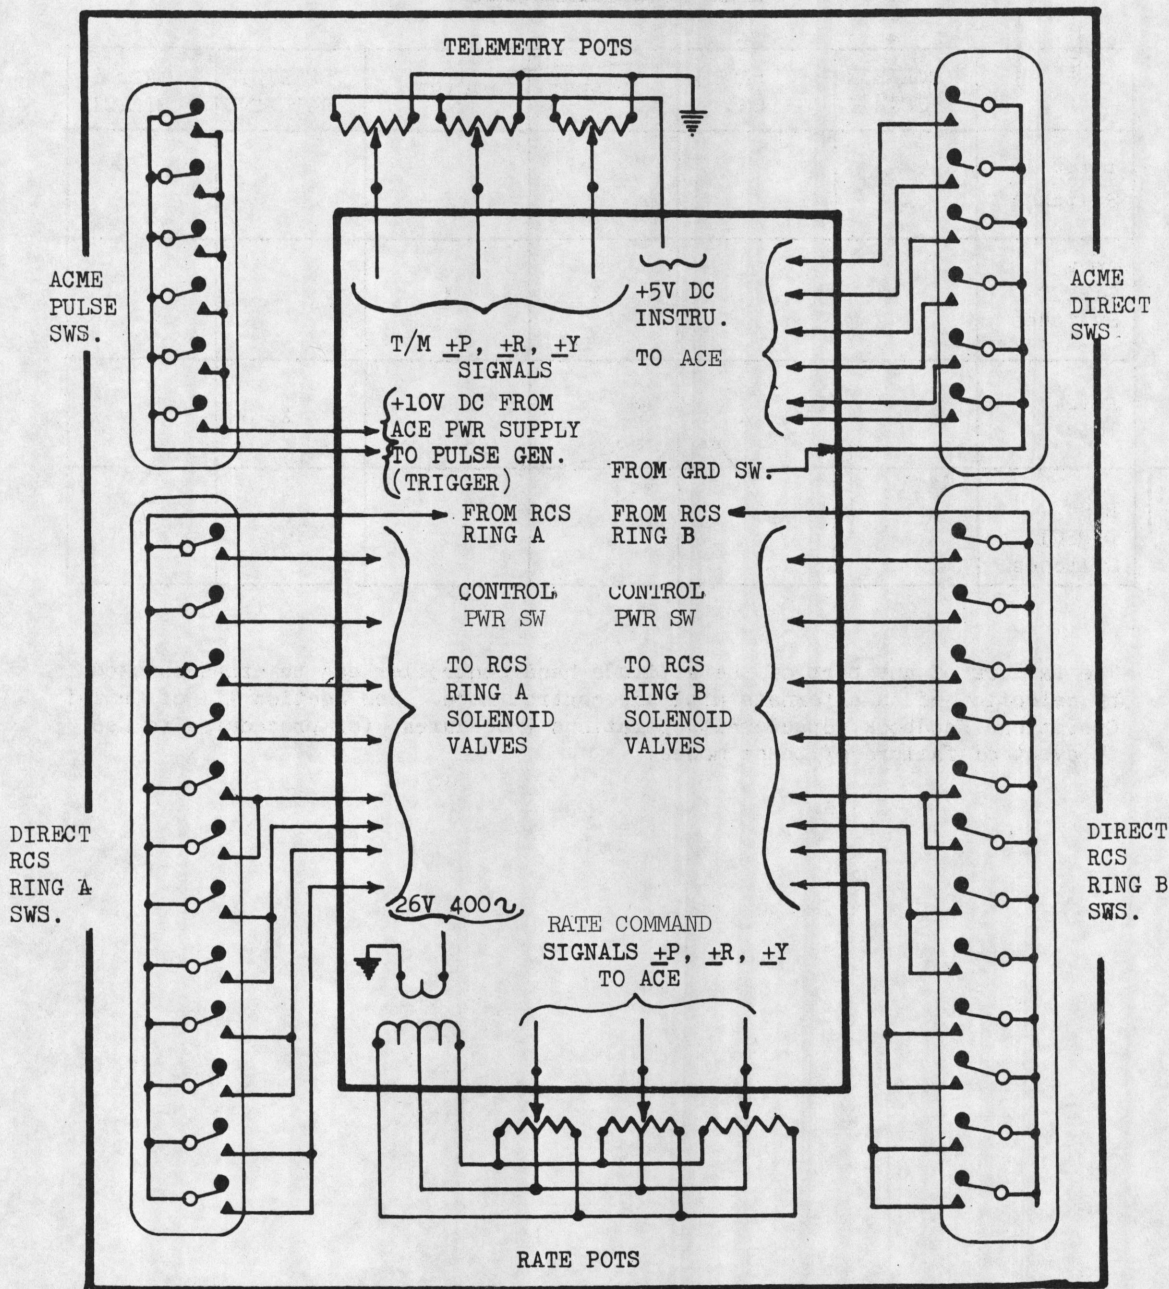 TELEMETRY POTS
ACME
PULSE
SWS.
ACME
DIRECT
SWS.
+5V DC
INSTRU.
TO ACE
T/M ±P, ±R, ±Y
SIGNALS
+10V DC FROM
ACE PWR SUPPLY
TO PULSE GEN.
(TRIGGER)
FROM GRD SW.
FROM RCS
RING A
CONTROL
PWR SW
TO RCS
RING A
SOLENOID
VALVES
FROM RCS
RING B
CONTROL
PWR SW
TO RCS
RING B
SOLENOID
VALVES
DIRECT
RCS
RING A
SWS.
DIRECT
RCS
RING B
SWS.
26V 400~
RATE COMMAND
SIGNALS ±P, ±R, ±Y
TO ACE
RATE POTS